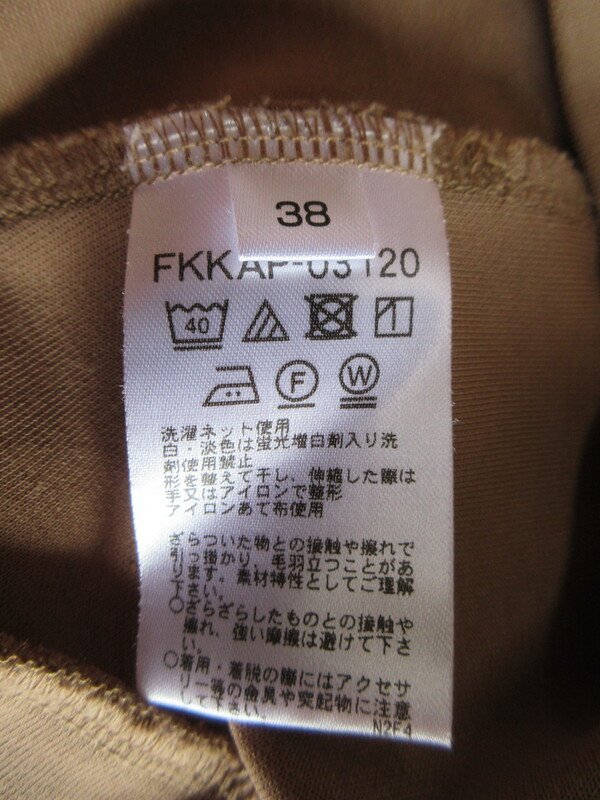 38
FKKAP-03120
40
F
W
洗濯ネット使用
白・淡色は蛍光増白剤入り洗
剤使用禁止
形を整えて干し、伸縮した際は
手又はアイロンで整形
アイロンあて布使用
ざらついた物との接触や擦れで
引っ掛かり、毛羽立つことがあ
ります。素材特性としてご理解
下さい。
○ざらざらしたものとの接触や
擦れ、強い摩擦は避けて下さ
い。
○着用・着脱の際にはアクセサ
リー等の金具や突起物に注意
して下さい。
N2F4